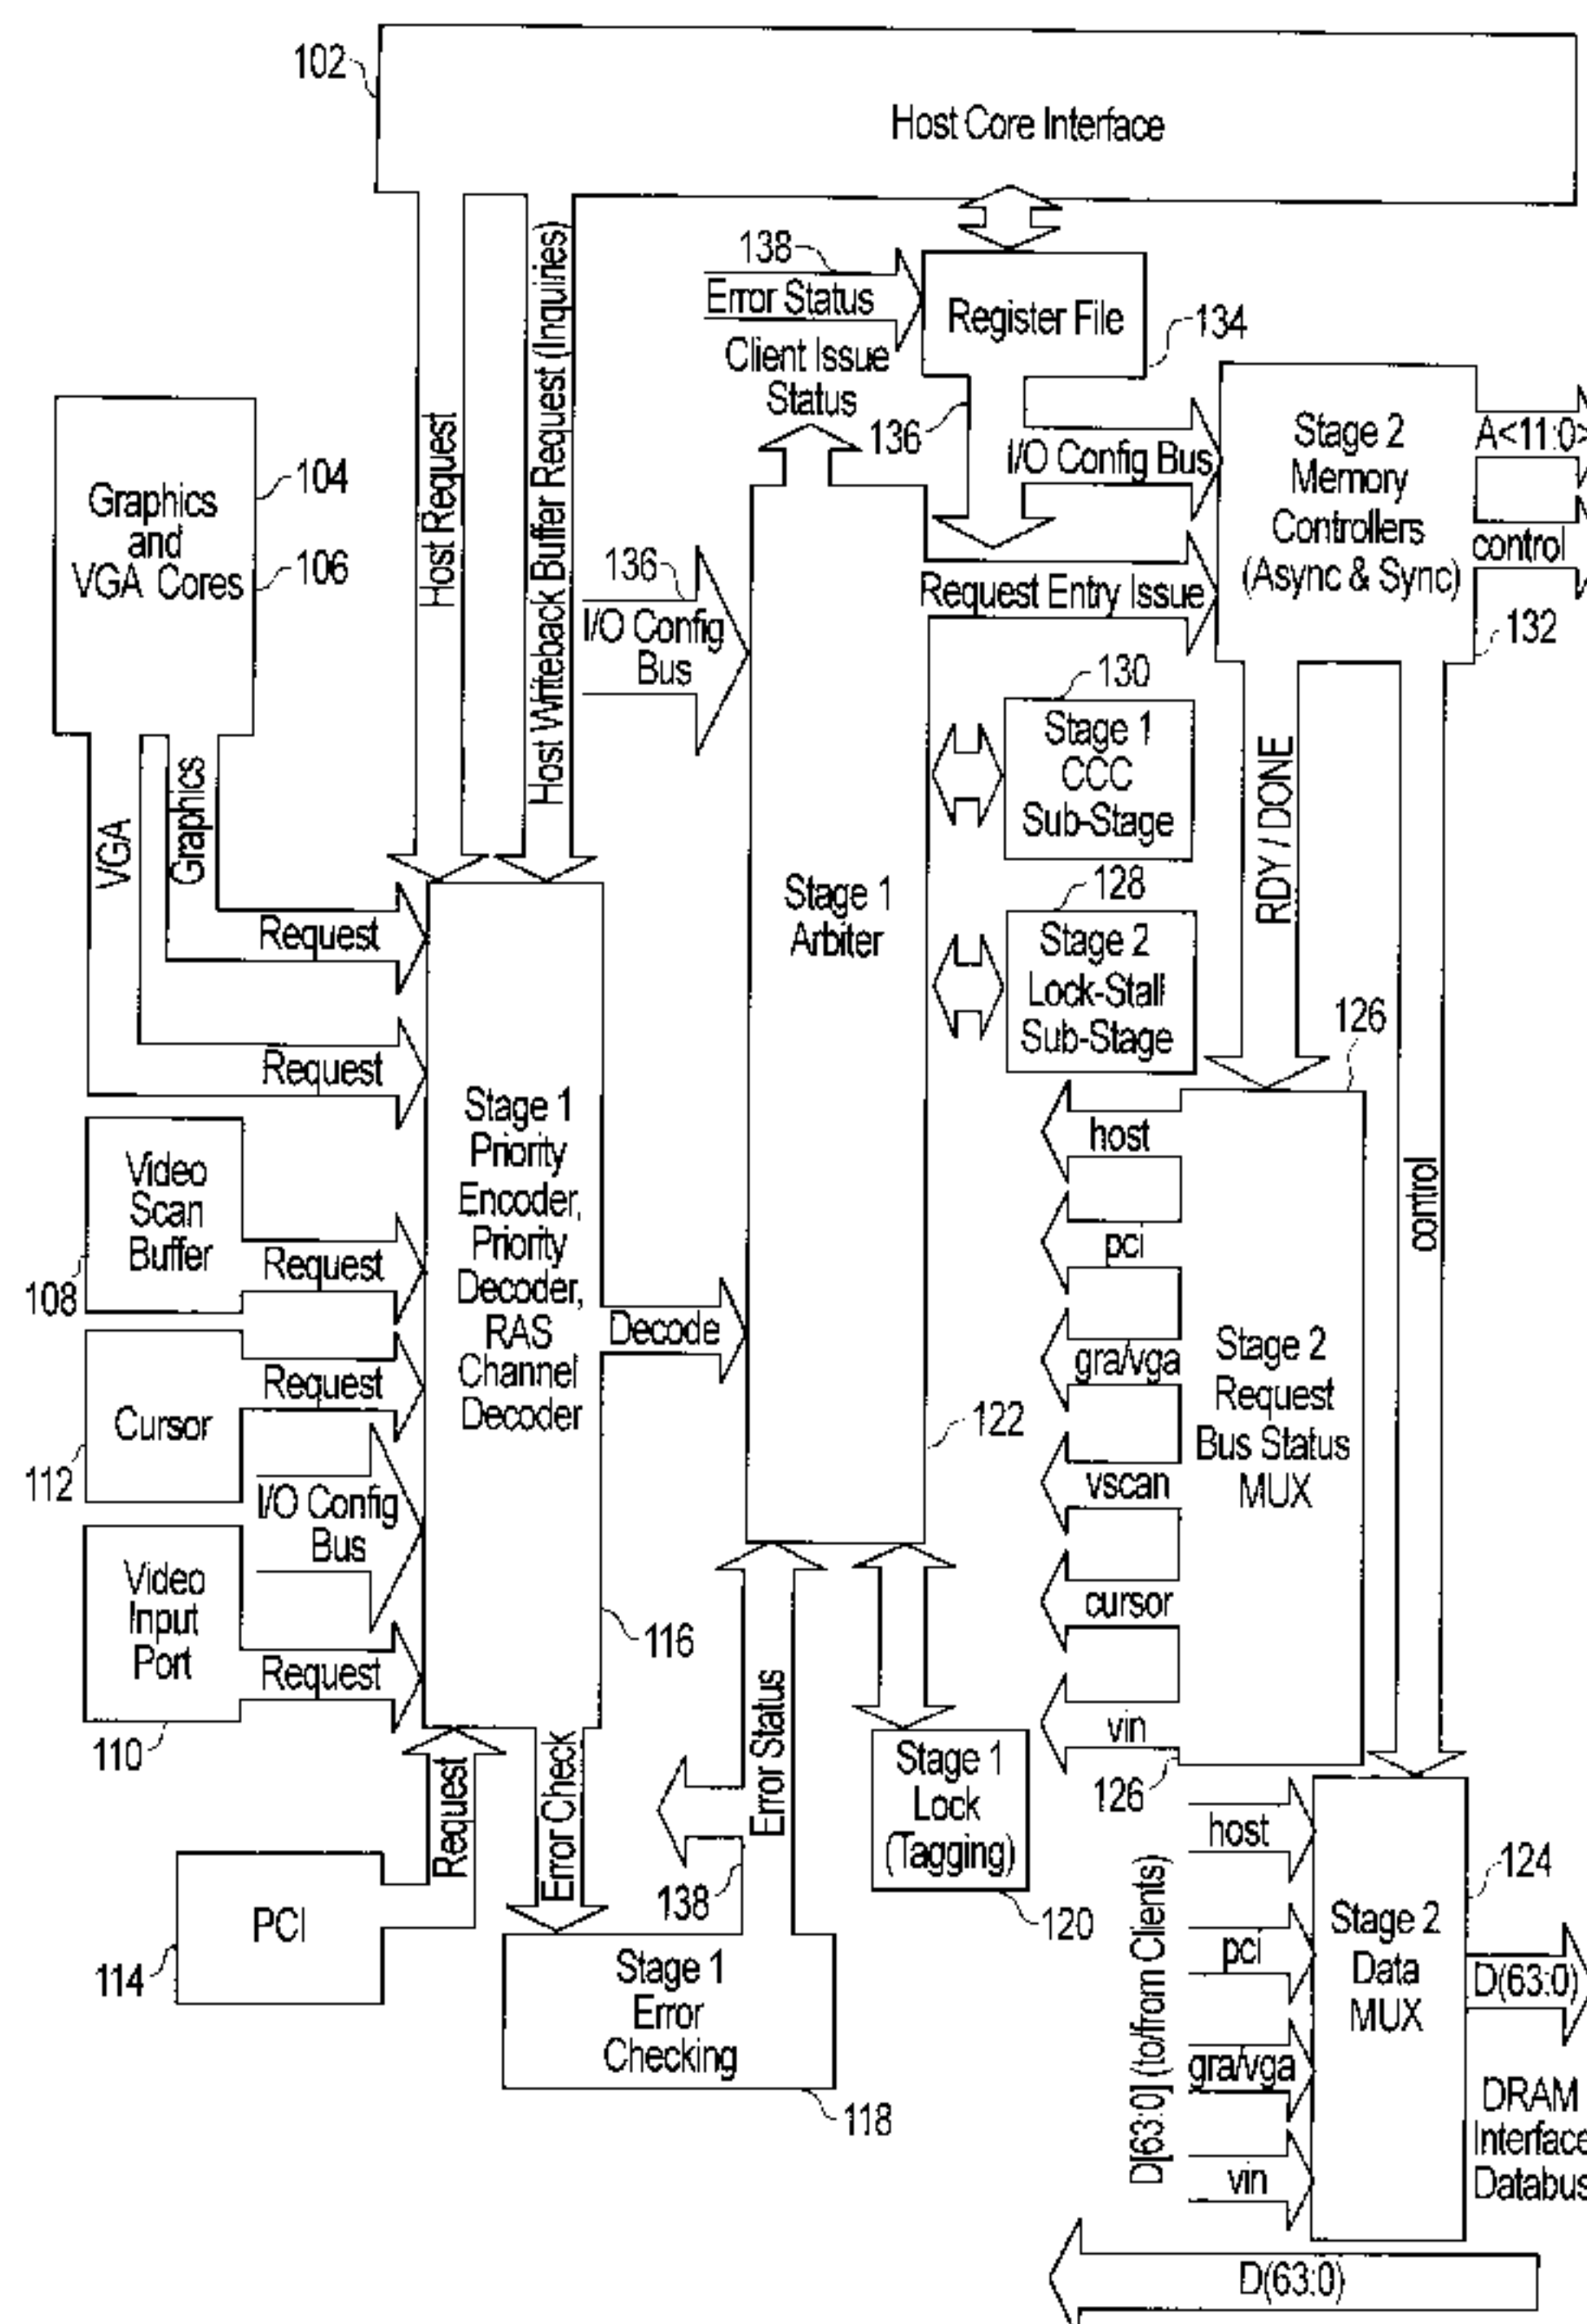 102
Host Core Interface
138
Error Status
Register File
134
Client Issue
Status
136
I/O Config Bus
Stage 2
Memory
Controllers
(Async & Sync)
A<11:0>
control
132
Host Request
Host Writeback Buffer Request (Inquiries)
Graphics
and
VGA Cores
104
106
136
I/O Config
Bus
Request Entry Issue
130
Stage 1
CCC
Sub-Stage
128
Stage 2
Lock-Stall
Sub-Stage
RDY / DONE
control
VGA
Graphics
Request
Request
Stage 1
Arbiter
122
Video
Scan
Buffer
108
Request
Cursor
112
Request
I/O Config
Bus
Video
Input
Port
110
Request
Stage 1
Priority
Encoder,
Priority
Decoder,
RAS
Channel
Decoder
116
Decode
126
host
pci
gra/vga
vscan
cursor
vin
Stage 2
Request
Bus Status
MUX
126
PCI
114
Request
Error Check
Error Status
138
Stage 1
Error
Checking
118
Stage 1
Lock
(Tagging)
120
D[63:0] (to/from Clients)
host
pci
gra/vga
vin
Stage 2
Data
MUX
124
D(63:0)
DRAM
Interface
Databus
D(63:0)